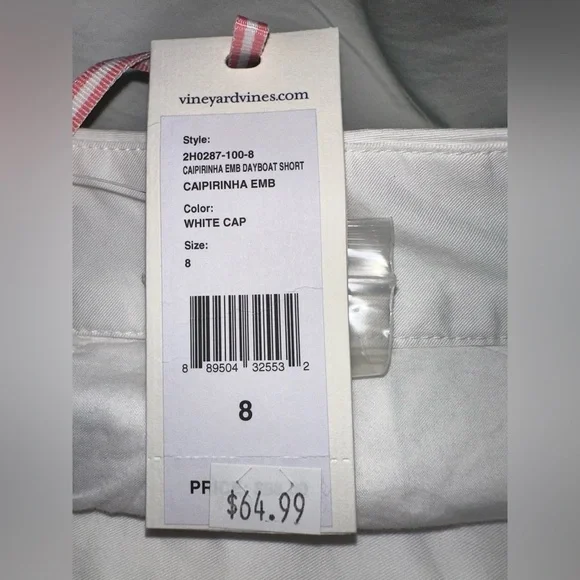 vineyardvines.com
Style:
2H0287-100-8
CAIPIRINHA EMB DAYBOAT SHORT
CAIPIRINHA EMB
Color:
WHITE CAP
Size:
8
8 89504 32553 2
8
$64.99